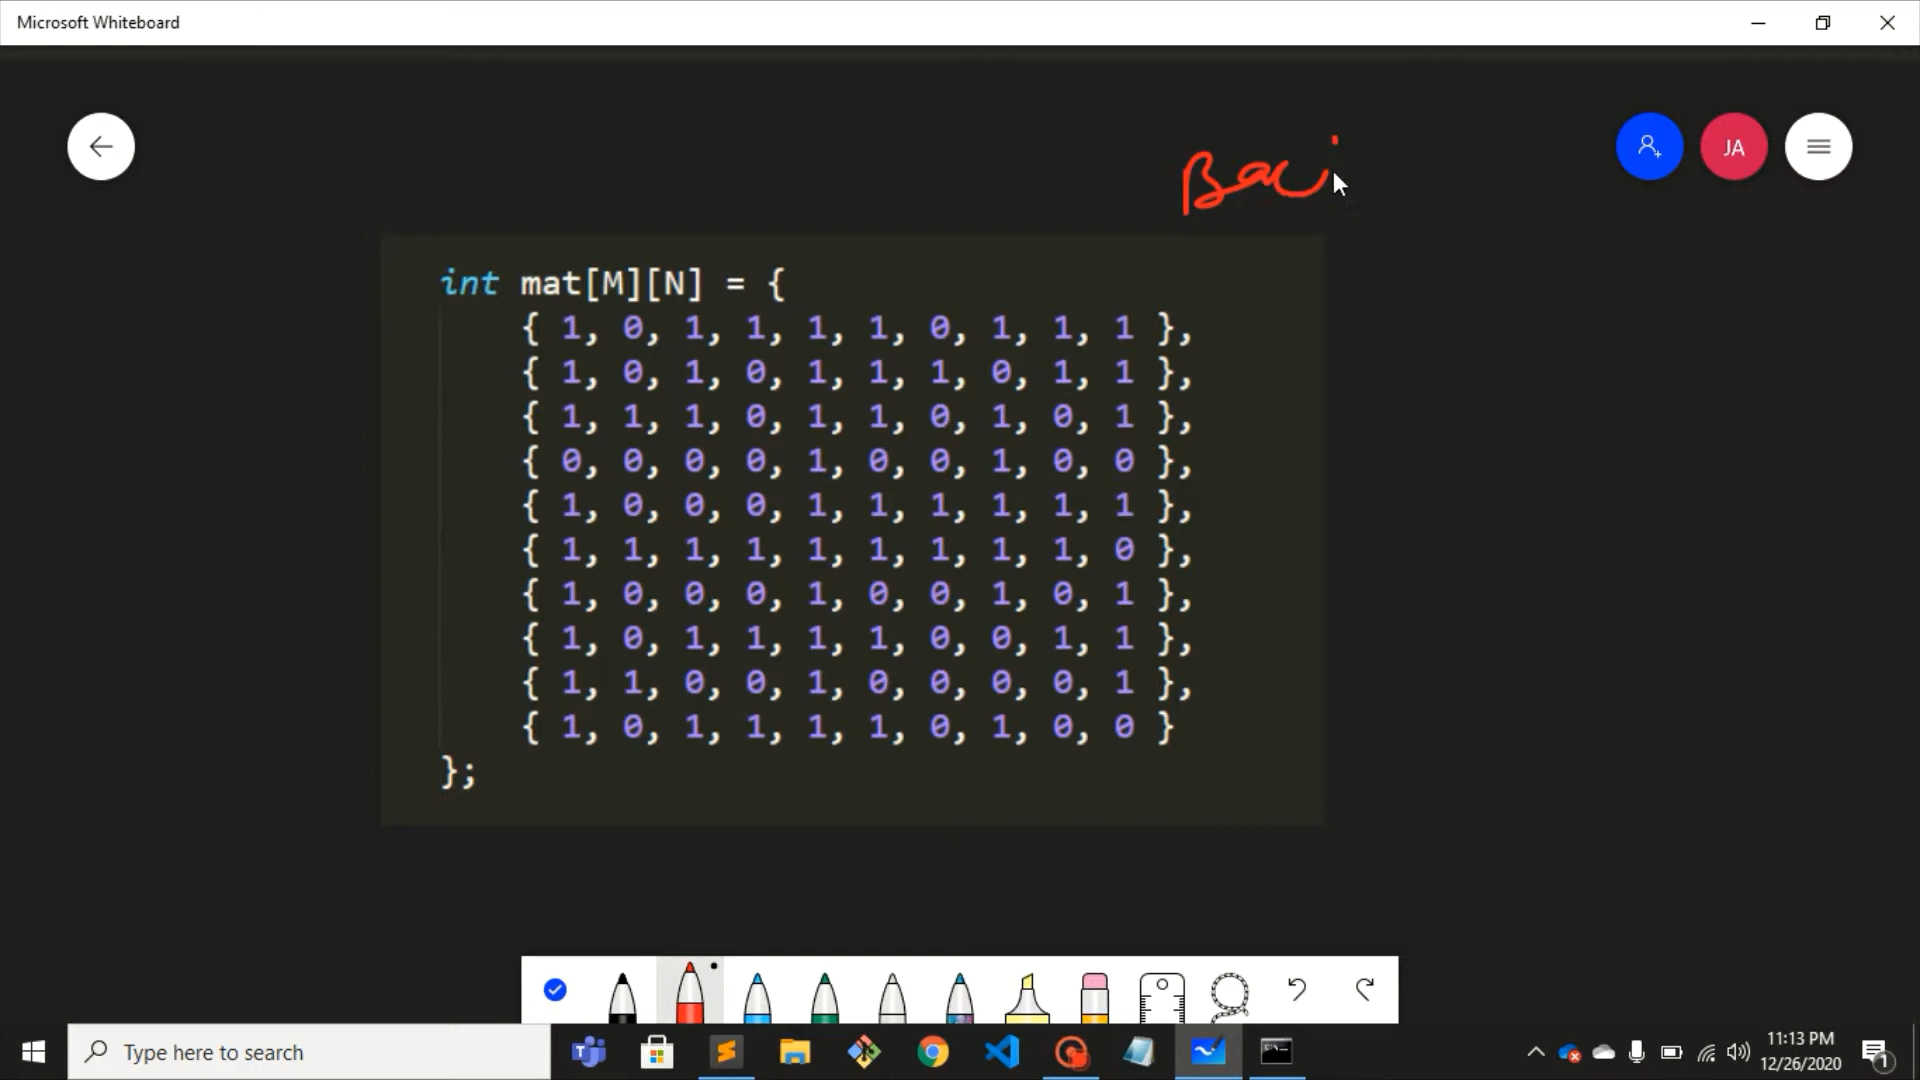 Microsoft Whiteboard
JA
int mat[M][N] = {
{ 1, 0, 1, 1, 1, 1, 0, 1, 1, 1 },
{ 1, 0, 1, 0, 1, 1, 1, 0, 1, 1 },
{ 1, 1, 1, 0, 1, 1, 0, 1, 0, 1 },
{ 0, 0, 0, 0, 1, 0, 0, 1, 0, 0 },
{ 1, 0, 0, 0, 1, 1, 1, 1, 1, 1 },
{ 1, 1, 1, 1, 1, 1, 1, 1, 1, 0 },
{ 1, 0, 0, 0, 1, 0, 0, 1, 0, 1 },
{ 1, 0, 1, 1, 1, 1, 0, 0, 1, 1 },
{ 1, 1, 0, 0, 1, 0, 0, 0, 0, 1 },
{ 1, 0, 1, 1, 1, 1, 0, 1, 0, 0 }
};
Type here to search
11:13 PM
12/26/2020
1